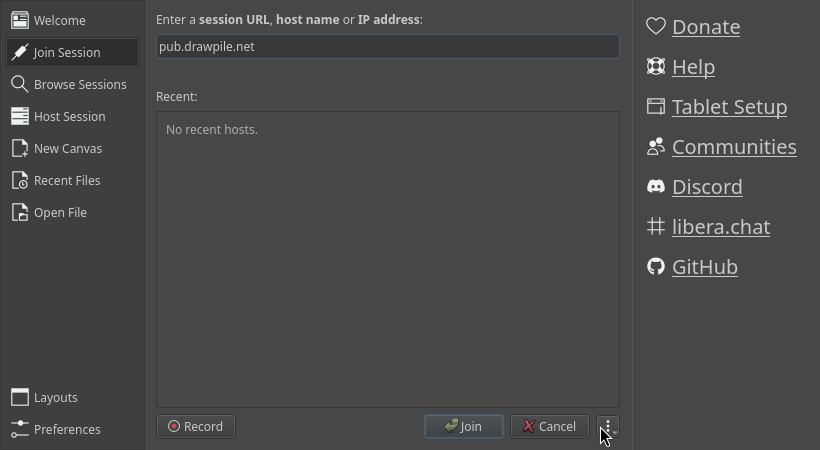 Welcome
Join Session
Browse Sessions
Host Session
New Canvas
Recent Files
Open File
Layouts
Preferences
Enter a session URL, host name or IP address:
pub.drawpile.net
Recent:
No recent hosts.
Record
Join
Cancel
Donate
Help
Tablet Setup
Communities
Discord
libera.chat
GitHub